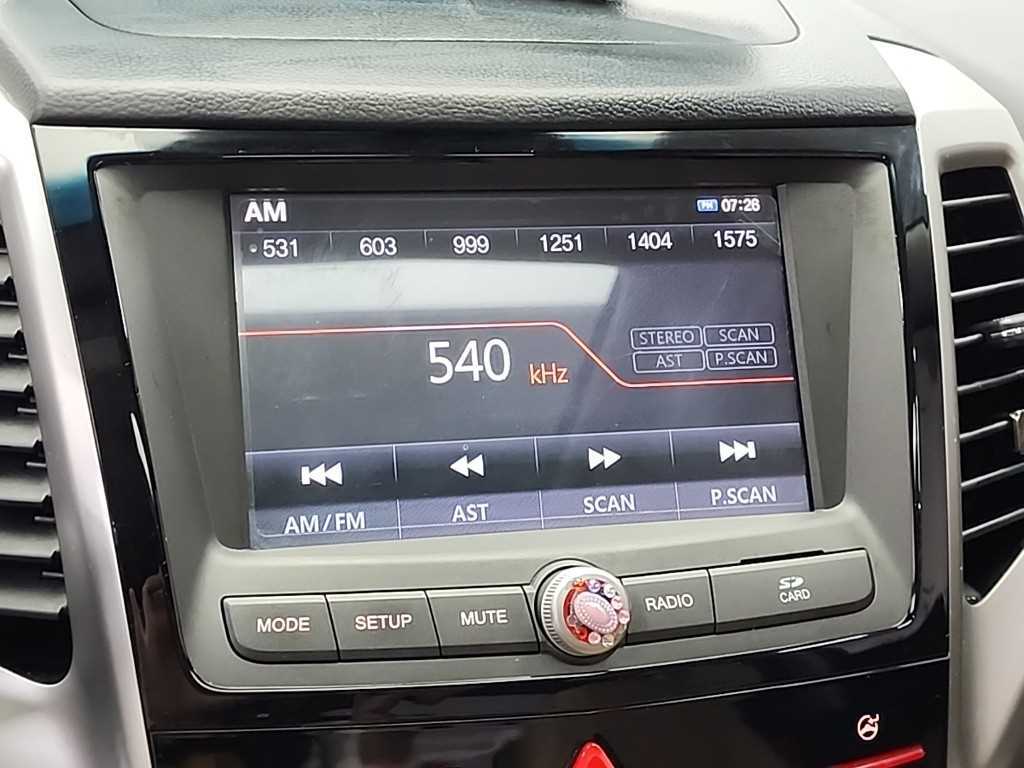 AM PM 07:26
531 603 999 1251 1404 1575
540 kHz
STEREO SCAN
AST P.SCAN
AM/FM AST SCAN P.SCAN
MODE SETUP MUTE RADIO SD CARD